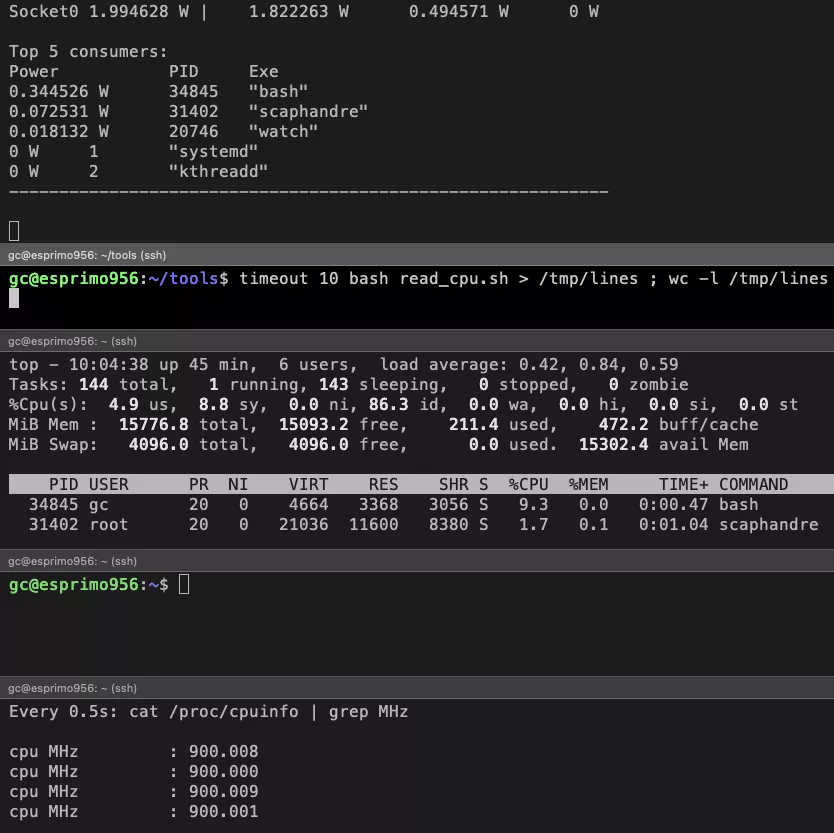 Socket0 1.994628 W |    1.822263 W      0.494571 W      0 W
Top 5 consumers:
Power           PID     Exe
0.344526 W      34845   "bash"
0.072531 W      31402   "scaphandre"
0.018132 W      20746   "watch"
0 W     1       "systemd"
0 W     2       "kthreadd"
------------------------------------------------------------
gc@esprimo956: ~/tools (ssh)
gc@esprimo956:~/tools$ timeout 10 bash read_cpu.sh > /tmp/lines ; wc -l /tmp/lines
gc@esprimo956: ~ (ssh)
top - 10:04:38 up 45 min,  6 users,  load average: 0.42, 0.84, 0.59
Tasks: 144 total,   1 running, 143 sleeping,   0 stopped,   0 zombie
%Cpu(s):  4.9 us,  8.8 sy,  0.0 ni, 86.3 id,  0.0 wa,  0.0 hi,  0.0 si,  0.0 st
MiB Mem :  15776.8 total,  15093.2 free,    211.4 used,    472.2 buff/cache
MiB Swap:   4096.0 total,   4096.0 free,      0.0 used.  15302.4 avail Mem
    PID USER      PR  NI    VIRT    RES    SHR S  %CPU  %MEM     TIME+ COMMAND
  34845 gc        20   0    4664   3368   3056 S   9.3   0.0   0:00.47 bash
  31402 root      20   0   21036  11600   8380 S   1.7   0.1   0:01.04 scaphandre
gc@esprimo956: ~ (ssh)
gc@esprimo956:~$
gc@esprimo956: ~ (ssh)
Every 0.5s: cat /proc/cpuinfo | grep MHz
cpu MHz         : 900.008
cpu MHz         : 900.000
cpu MHz         : 900.009
cpu MHz         : 900.001